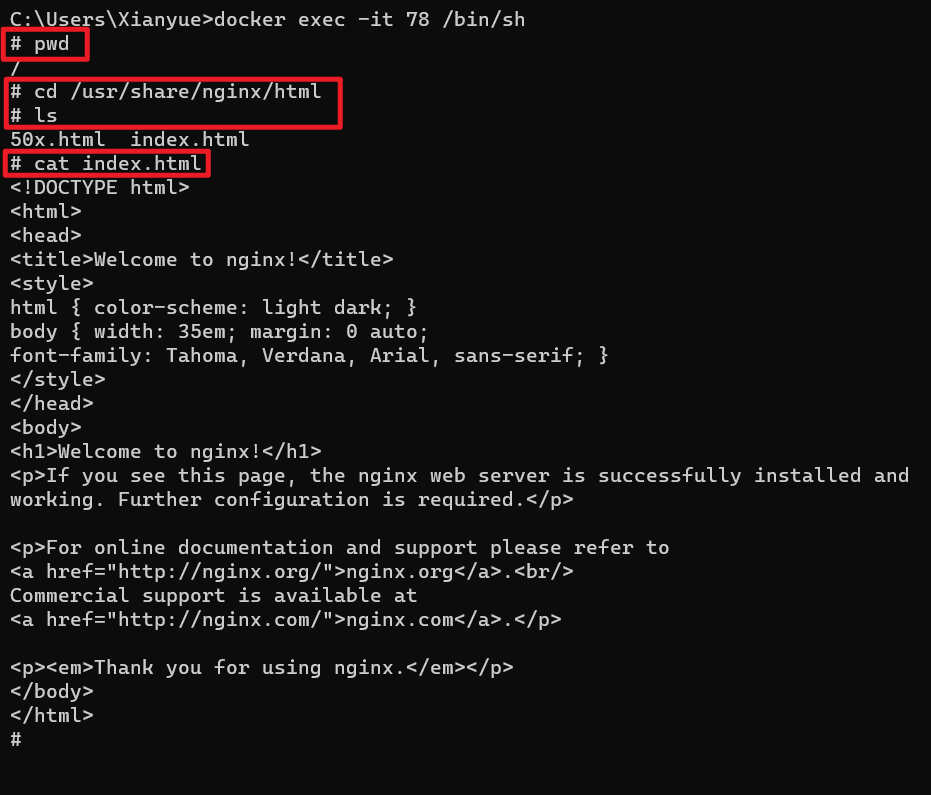 C:\Users\Xianyue>docker exec -it 78 /bin/sh
# pwd
/
# cd /usr/share/nginx/html
# ls
50x.html  index.html
# cat index.html
<!DOCTYPE html>
<html>
<head>
<title>Welcome to nginx!</title>
<style>
html { color-scheme: light dark; }
body { width: 35em; margin: 0 auto;
font-family: Tahoma, Verdana, Arial, sans-serif; }
</style>
</head>
<body>
<h1>Welcome to nginx!</h1>
<p>If you see this page, the nginx web server is successfully installed and
working. Further configuration is required.</p>

<p>For online documentation and support please refer to
<a href="http://nginx.org/">nginx.org</a>.<br/>
Commercial support is available at
<a href="http://nginx.com/">nginx.com</a>.</p>

<p><em>Thank you for using nginx.</em></p>
</body>
</html>
#